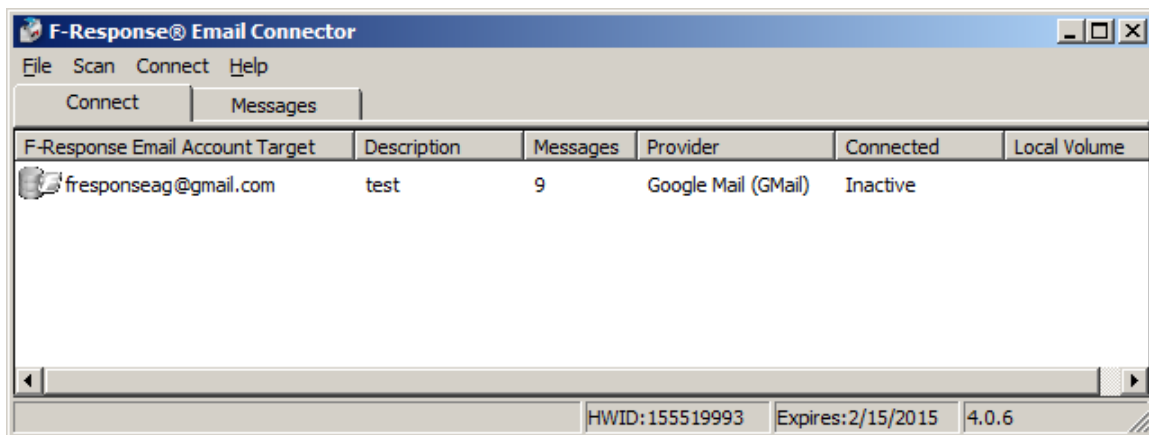 F-Response® Email Connector
File Scan Connect Help
Connect Messages
F-Response Email Account Target Description Messages Provider Connected Local Volume
fresponseag@gmail.com test 9 Google Mail (GMail) Inactive
HWID:155519993 Expires:2/15/2015 4.0.6